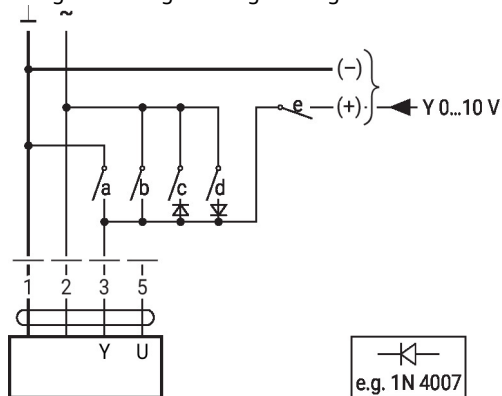 ⊥ ~
(–)
e (+) Y 0...10 V
a b c d
1 2 3 5
Y U
e.g. 1N 4007